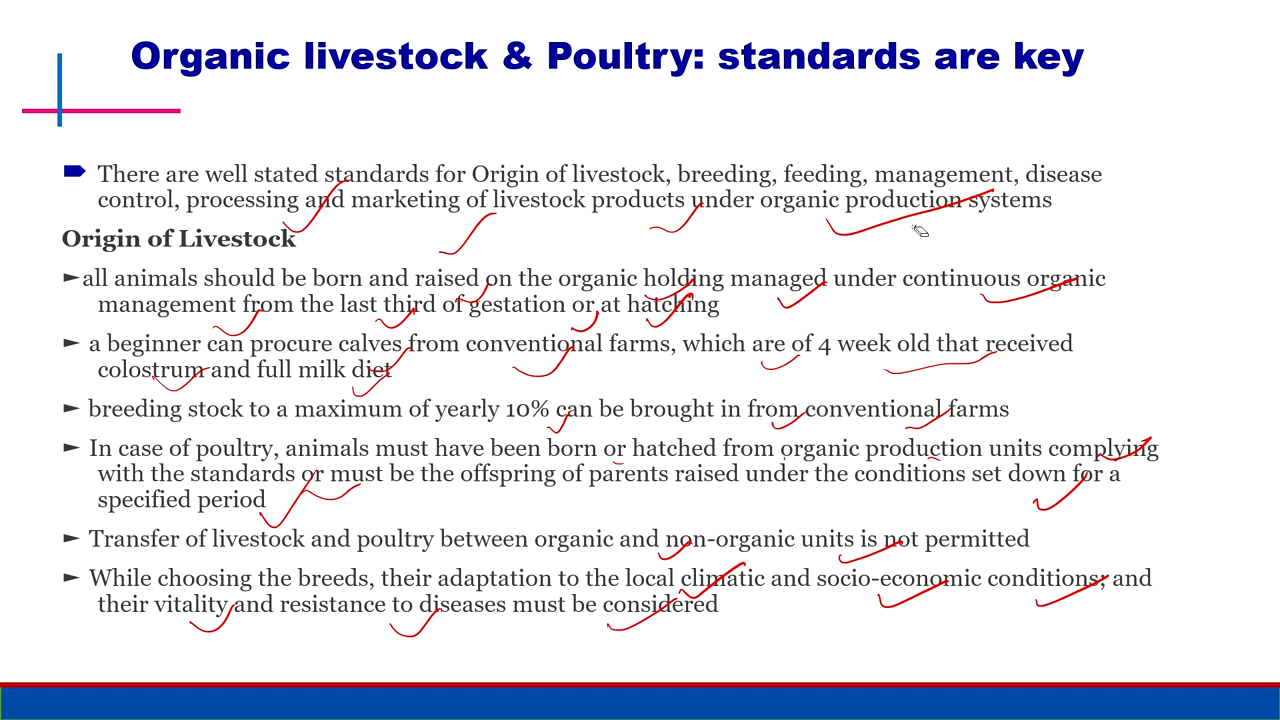 Organic livestock & Poultry: standards are key
There are well stated standards for Origin of livestock, breeding, feeding, management, disease
control, processing and marketing of livestock products under organic production systems
Origin of Livestock
►all animals should be born and raised on the organic holding managed under continuous organic
management from the last third of gestation or at hatching
► a beginner can procure calves from conventional farms, which are of 4 week old that received
colostrum and full milk diet
► breeding stock to a maximum of yearly 10% can be brought in from conventional farms
► In case of poultry, animals must have been born or hatched from organic production units complying
with the standards or must be the offspring of parents raised under the conditions set down for a
specified period
► Transfer of livestock and poultry between organic and non-organic units is not permitted
► While choosing the breeds, their adaptation to the local climatic and socio-economic conditions; and
their vitality and resistance to diseases must be considered